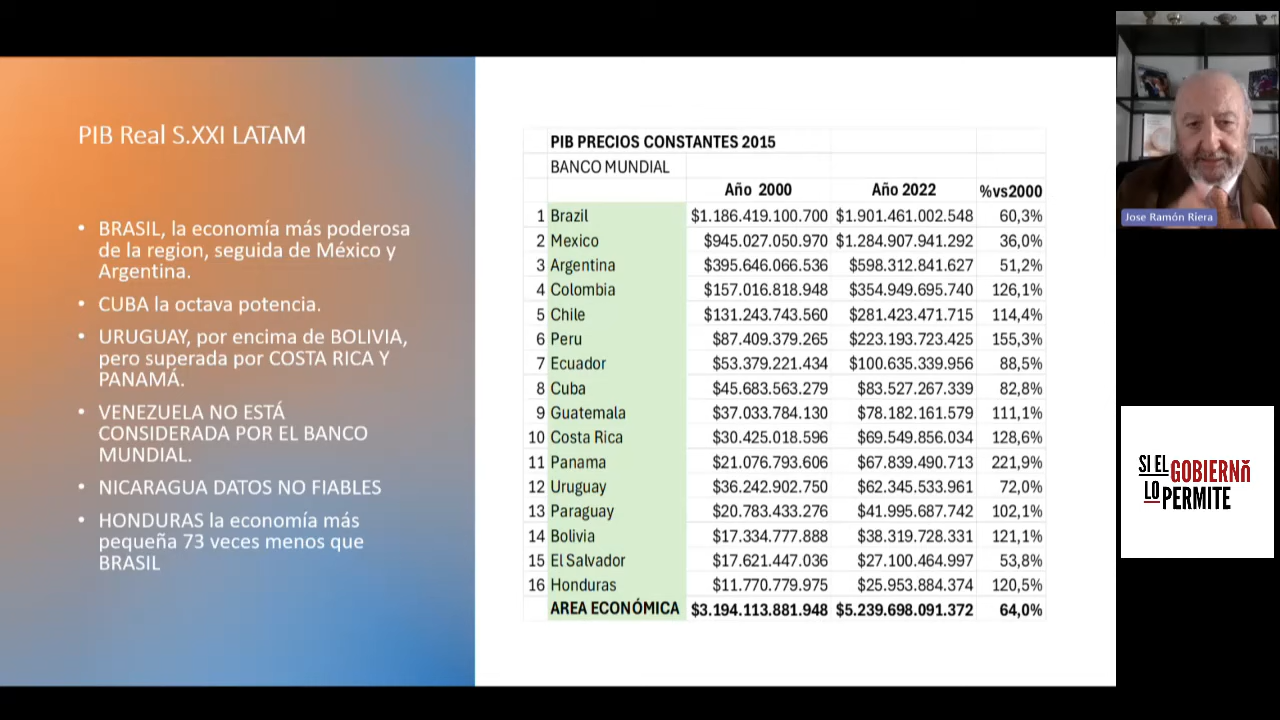 PIB Real S.XXI LATAM
• BRASIL, la economía más poderosa
de la region, seguida de México y
Argentina.
• CUBA la octava potencia.
• URUGUAY, por encima de BOLIVIA,
pero superada por COSTA RICA Y
PANAMÁ.
• VENEZUELA NO ESTÁ
CONSIDERADA POR EL BANCO
MUNDIAL.
• NICARAGUA DATOS NO FIABLES
• HONDURAS la economía más
pequeña 73 veces menos que
BRASIL
PIB PRECIOS CONSTANTES 2015
BANCO MUNDIAL
Año 2000 Año 2022 %vs2000
1 Brazil $1.186.419.100.700 $1.901.461.002.548 60,3%
2 Mexico $945.027.050.970 $1.284.907.941.292 36,0%
3 Argentina $395.646.066.536 $598.312.841.627 51,2%
4 Colombia $157.016.818.948 $354.949.695.740 126,1%
5 Chile $131.243.743.560 $281.423.471.715 114,4%
6 Peru $87.409.379.265 $223.193.723.425 155,3%
7 Ecuador $53.379.221.434 $100.635.339.956 88,5%
8 Cuba $45.683.563.279 $83.527.267.339 82,8%
9 Guatemala $37.033.784.130 $78.182.161.579 111,1%
10 Costa Rica $30.425.018.596 $69.549.856.034 128,6%
11 Panama $21.076.793.606 $67.839.490.713 221,9%
12 Uruguay $36.242.902.750 $62.345.533.961 72,0%
13 Paraguay $20.783.433.276 $41.995.687.742 102,1%
14 Bolivia $17.334.777.888 $38.319.728.331 121,1%
15 El Salvador $17.621.447.036 $27.100.464.997 53,8%
16 Honduras $11.770.779.975 $25.953.884.374 120,5%
AREA ECONÓMICA $3.194.113.881.948 $5.239.698.091.372 64,0%
Jose Ramón Riera
SI EL GOBIERNO
LO PERMITE